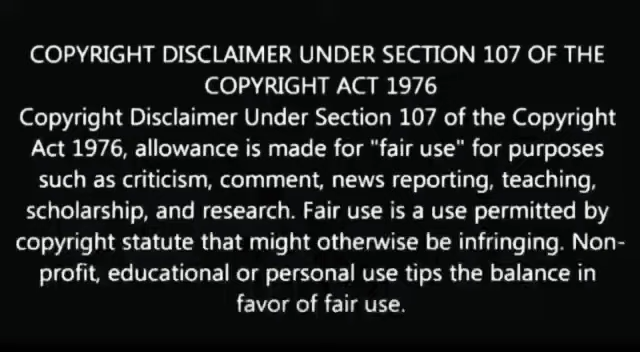 COPYRIGHT DISCLAIMER UNDER SECTION 107 OF THE
COPYRIGHT ACT 1976
Copyright Disclaimer Under Section 107 of the Copyright
Act 1976, allowance is made for "fair use" for purposes
such as criticism, comment, news reporting, teaching,
scholarship, and research. Fair use is a use permitted by
copyright statute that might otherwise be infringing. Non-
profit, educational or personal use tips the balance in
favor of fair use.